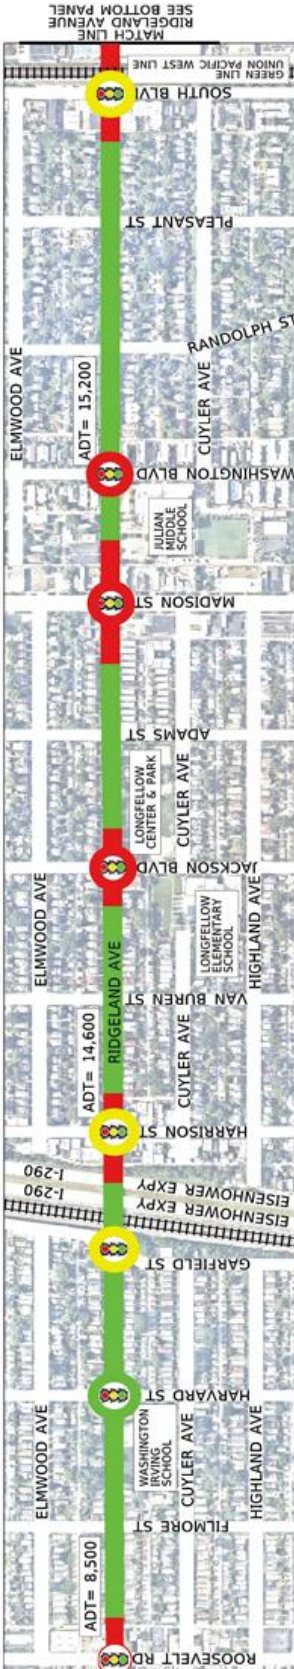 MATCH LINE
RIDGELAND AVENUE
SEE BOTTOM PANEL
GREEN LINE
UNION PACIFIC WEST LINE
SOUTH BLVD
PLEASANT ST
RANDOLPH ST
ELMWOOD AVE
ADT= 15,200
CUYLER AVE
WASHINGTON BLVD
JULIAN
MIDDLE
SCHOOL
MADISON ST
ADAMS ST
LONGFELLOW
CENTER & PARK
CUYLER AVE
JACKSON BLVD
ELMWOOD AVE
RIDGELAND AVE
LONGFELLOW
ELEMENTARY
SCHOOL
HIGHLAND AVE
VAN BUREN ST
ADT= 14,600
CUYLER AVE
HARRISON ST
I-290
I-290
EISENHOWER EXPY
EISENHOWER EXPY
GARFIELD ST
HARVARD ST
ELMWOOD AVE
WASHINGTON
IRVING
SCHOOL
CUYLER AVE
HIGHLAND AVE
FILMORE ST
ADT= 8,500
ROOSEVELT RD